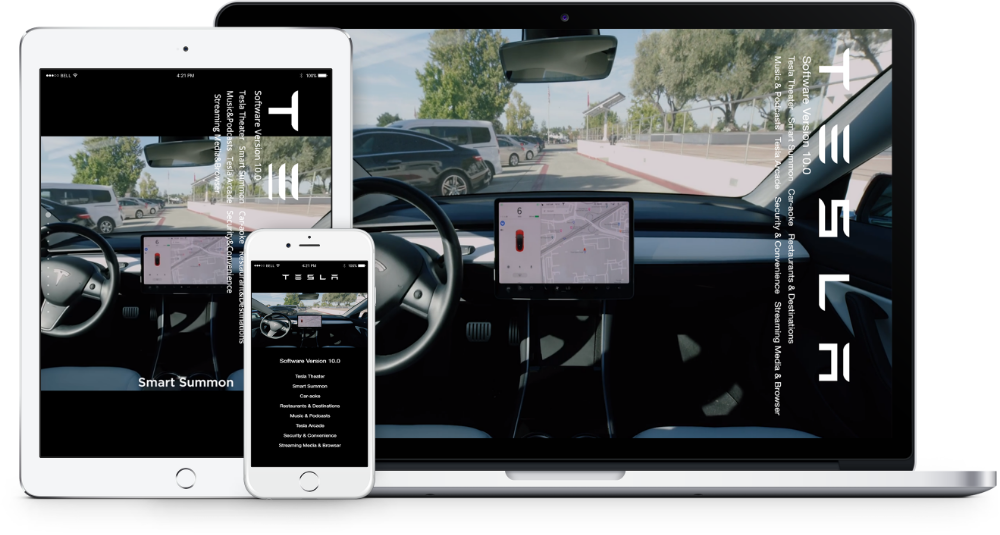 ●●●○○ BELL
4:21 PM
100%
TESLA
Software Version 10.0
Tesla Theater Smart Summon Car-aoke Restaurant&Destinations
Music&Podcasts Tesla Arcade Security&Convenience
Streaming Media&Browser
Smart Summon
●●●○○ BELL
4:21 PM
100%
TESLA
Software Version 10.0
Tesla Theater
Smart Summon
Car-aoke
Restaurants & Destinations
Music & Podcasts
Tesla Arcade
Security & Convenience
Streaming Media & Browser
TESLA
Software Version 10.0
Tesla Theater Smart Summon Car-aoke Restaurants & Destinations
Music & Podcasts Tesla Arcade Security & Convenience Streaming Media & Browser
6